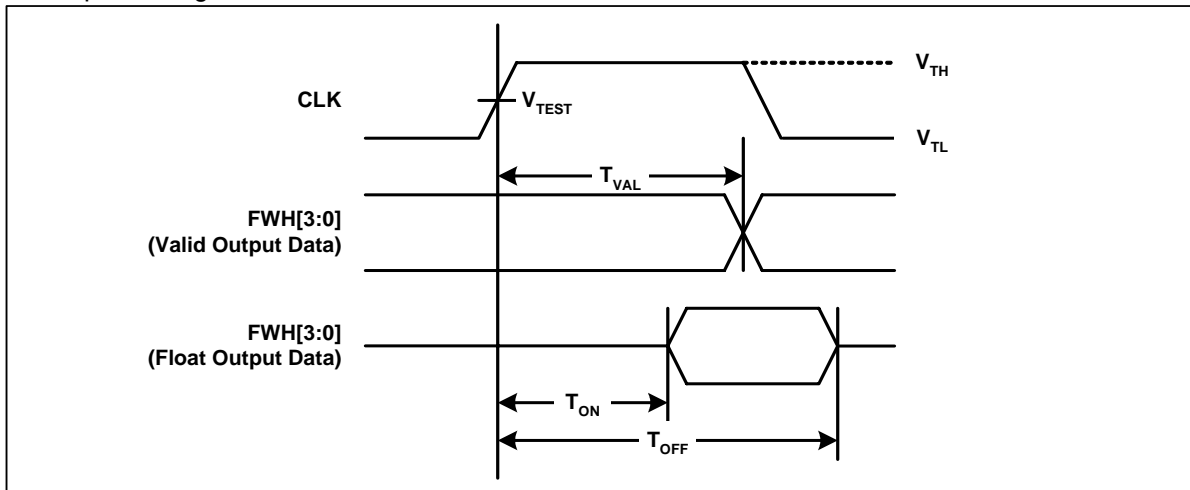 V_TH
CLK
V_TEST
V_TL
T_VAL
FWH[3:0]
(Valid Output Data)
FWH[3:0]
(Float Output Data)
T_ON
T_OFF